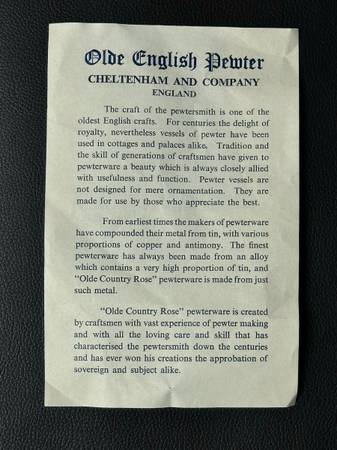 Olde English Pewter
CHELTENHAM AND COMPANY
ENGLAND
The craft of the pewtersmith is one of the
oldest English crafts. For centuries the delight of
royalty, nevertheless vessels of pewter have been
used in cottages and palaces alike. Tradition and
the skill of generations of craftsmen have given to
pewterware a beauty which is always closely allied
with usefulness and function. Pewter vessels are
not designed for mere ornamentation. They are
made for use by those who appreciate the best.
From earliest times the makers of pewterware
have compounded their metal from tin, with various
proportions of copper and antimony. The finest
pewterware has always been made from an alloy
which contains a very high proportion of tin, and
"Olde Country Rose" pewterware is made from just
such metal.
"Olde Country Rose" pewterware is created
by craftsmen with vast experience of pewter making
and with all the loving care and skill that has
characterised the pewtersmith down the centuries
and has ever won his creations the approbation of
sovereign and subject alike.